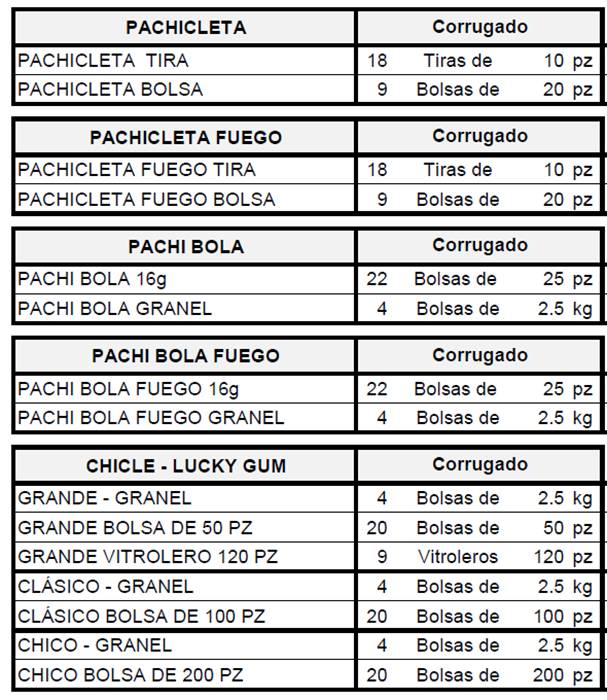 PACHICLETA Corrugado
PACHICLETA TIRA 18 Tiras de 10 pz
PACHICLETA BOLSA 9 Bolsas de 20 pz
PACHICLETA FUEGO Corrugado
PACHICLETA FUEGO TIRA 18 Tiras de 10 pz
PACHICLETA FUEGO BOLSA 9 Bolsas de 20 pz
PACHI BOLA Corrugado
PACHI BOLA 16g 22 Bolsas de 25 pz
PACHI BOLA GRANEL 4 Bolsas de 2.5 kg
PACHI BOLA FUEGO Corrugado
PACHI BOLA FUEGO 16g 22 Bolsas de 25 pz
PACHI BOLA FUEGO GRANEL 4 Bolsas de 2.5 kg
CHICLE - LUCKY GUM Corrugado
GRANDE - GRANEL 4 Bolsas de 2.5 kg
GRANDE BOLSA DE 50 PZ 20 Bolsas de 50 pz
GRANDE VITROLERO 120 PZ 9 Vitroleros 120 pz
CLÁSICO - GRANEL 4 Bolsas de 2.5 kg
CLÁSICO BOLSA DE 100 PZ 20 Bolsas de 100 pz
CHICO - GRANEL 4 Bolsas de 2.5 kg
CHICO BOLSA DE 200 PZ 20 Bolsas de 200 pz